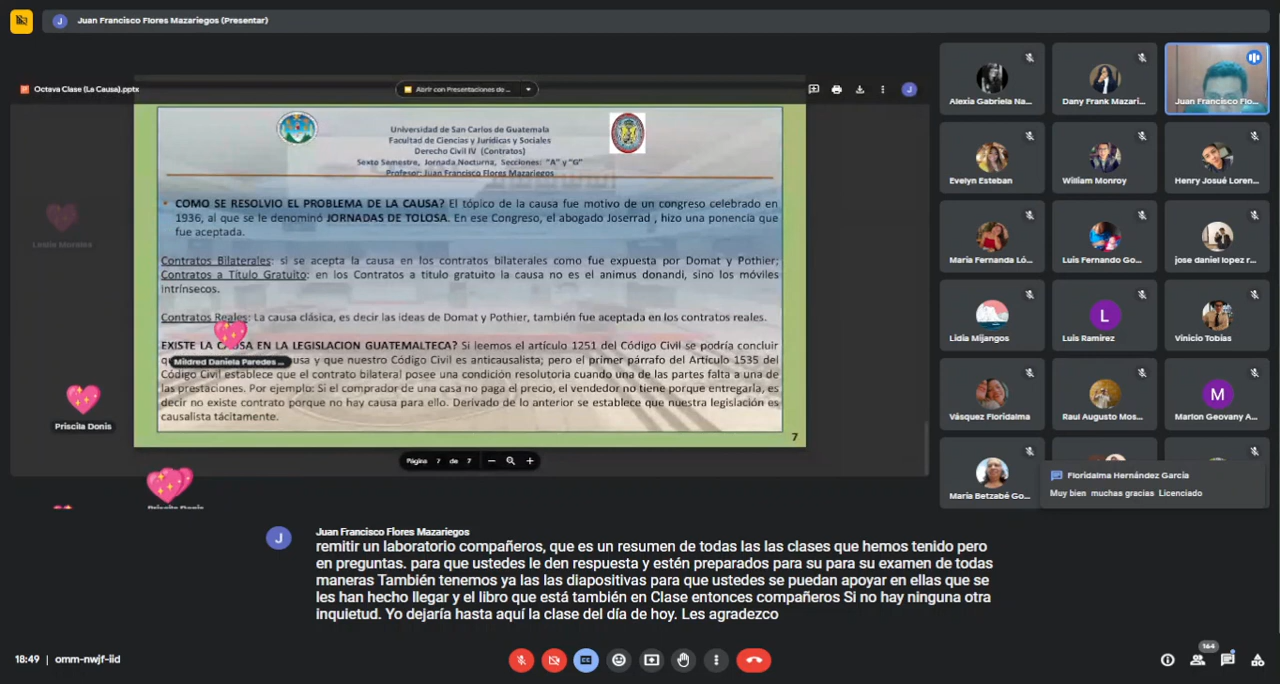 Juan Francisco Flores Mazariegos (Presentar)
Octava Clase (La Causa).pptx
Abrir con Presentaciones de ...
Universidad de San Carlos de Guatemala
Facultad de Ciencias y Jurídicas y Sociales
Derecho Civil IV (Contratos)
Sexto Semestre, Jornada Nocturna, Secciones: "A" y "G"
Profesor: Juan Francisco Flores Mazariegos
COMO SE RESOLVIO EL PROBLEMA DE LA CAUSA? El tópico de la causa fue motivo de un congreso celebrado en
1936, al que se le denominó JORNADAS DE TOLOSA. En ese Congreso, el abogado Joserrad , hizo una ponencia que
fue aceptada.
Contratos Bilaterales: si se acepta la causa en los contratos bilaterales como fue expuesta por Domat y Pothier;
Contratos a Titulo Gratuito: en los Contratos a titulo gratuito la causa no es el animus donandi, sino los móviles
intrínsecos.
Contratos Reales: La causa clásica, es decir las ideas de Domat y Pothier, también fue aceptada en los contratos reales.
EXISTE LA CAUSA EN LA LEGISLACION GUATEMALTECA? Si leemos el artículo 1251 del Código Civil se podría concluir
usa y que nuestro Código Civil es anticausalista; pero el primer párrafo del Artículo 1535 del
Código Civil establece que el contrato bilateral posee una condición resolutoria cuando una de las partes falta a una de
las prestaciones. Por ejemplo: Si el comprador de una casa no paga el precio, el vendedor no tiene porque entregarla, es
decir no existe contrato porque no hay causa para ello. Derivado de lo anterior se establece que nuestra legislación es
causalista tácitamente.
7
Página 7 de 7
Leslie Morales
Mildred Daniela Paredes ...
Priscila Donis
Priscila Donis
Alexia Gabriela Na...
Dany Frank Mazari...
Juan Francisco Flo...
Evelyn Esteban
William Monroy
Henry Josué Loren...
María Fernanda Ló...
Luis Fernando Go...
jose daniel lopez r...
Lidia Mijangos
L
Luis Ramírez
Vinicio Tobías
Vásquez Floridalma
Raul Augusto Mos...
M
Marlon Geovany A...
María Betzabé Go...
Floridalma Hernández García
Muy bien muchas gracias Licenciado
J
J
J
Juan Francisco Flores Mazariegos
remitir un laboratorio compañeros, que es un resumen de todas las las clases que hemos tenido pero
en preguntas. para que ustedes le den respuesta y estén preparados para su para su examen de todas
maneras También tenemos ya las las diapositivas para que ustedes se puedan apoyar en ellas que se
les han hecho llegar y el libro que está también en Clase entonces compañeros Si no hay ninguna otra
inquietud. Yo dejaría hasta aquí la clase del día de hoy. Les agradezco
18:49 | omm-nwjf-iid
164